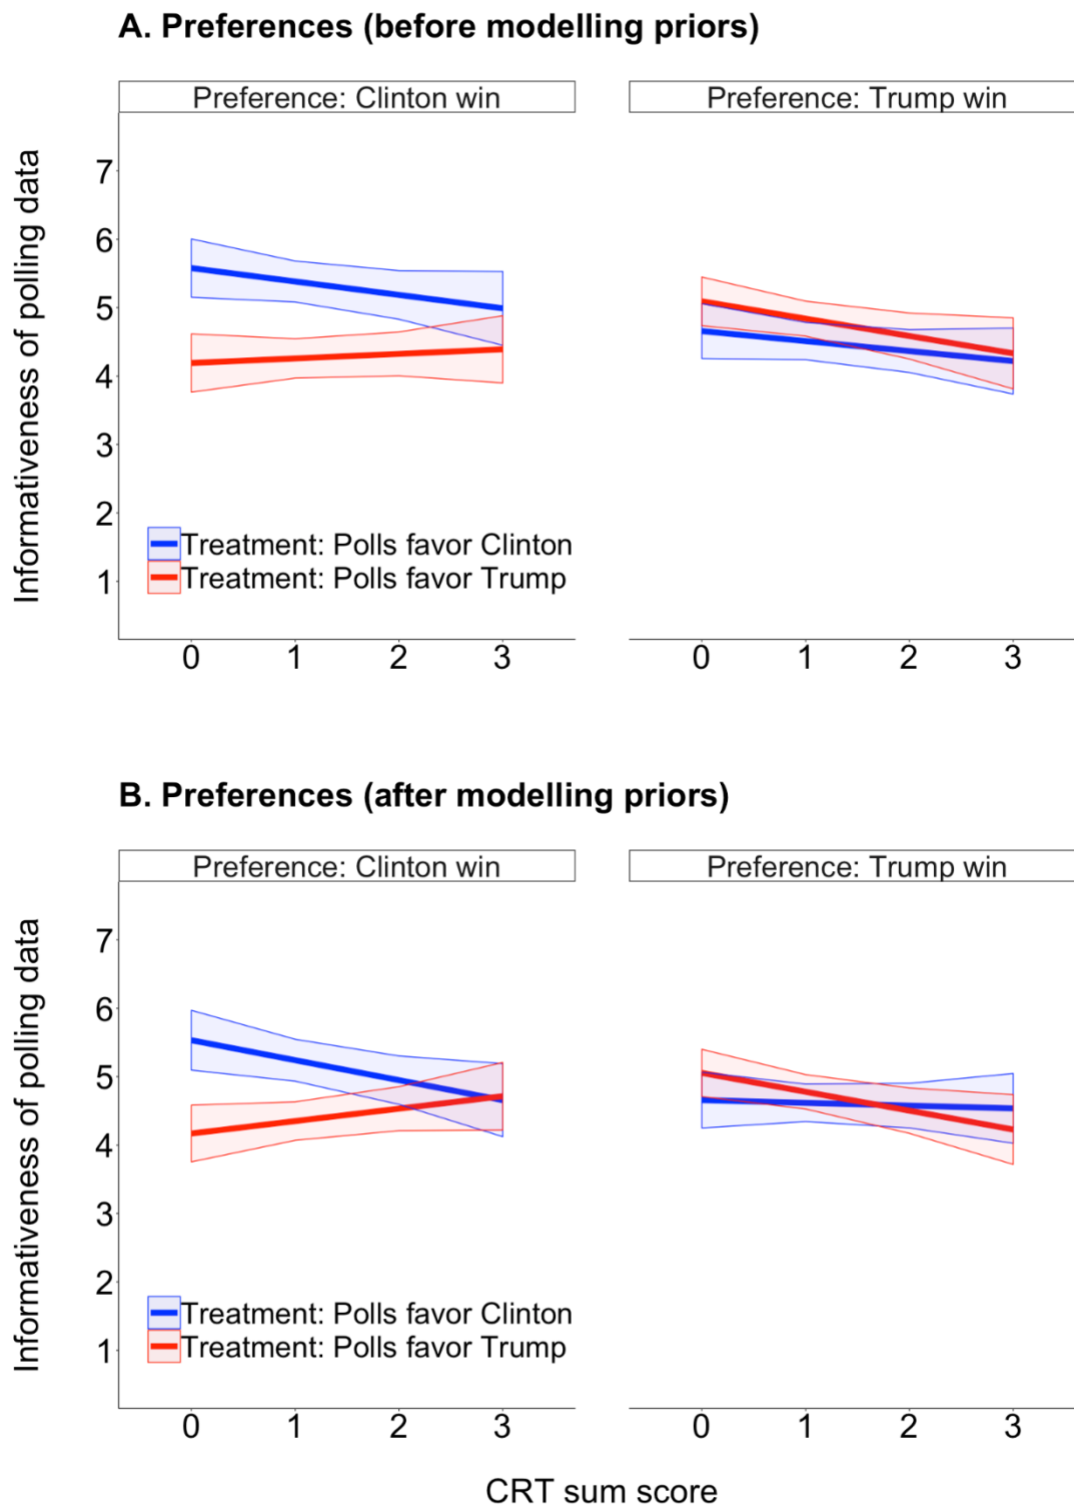 A. Preferences (before modelling priors)
Preference: Clinton win
Preference: Trump win
Informativeness of polling data
7
6
5
4
3
2
1
Treatment: Polls favor Clinton
Treatment: Polls favor Trump
0 1 2 3
0 1 2 3
B. Preferences (after modelling priors)
Preference: Clinton win
Preference: Trump win
Informativeness of polling data
7
6
5
4
3
2
1
Treatment: Polls favor Clinton
Treatment: Polls favor Trump
0 1 2 3
0 1 2 3
CRT sum score